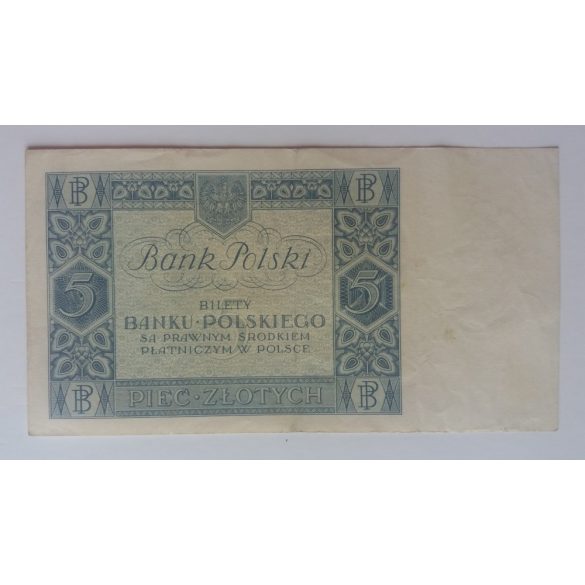 BP BP
Bank Polski
5 5
BILETY
BANKU·POLSKIEGO
SĄ PRAWNYM ŚRODKIEM
PŁATNICZYM W POLSCE
BP PIĘĆ·ZŁOTYCH BP